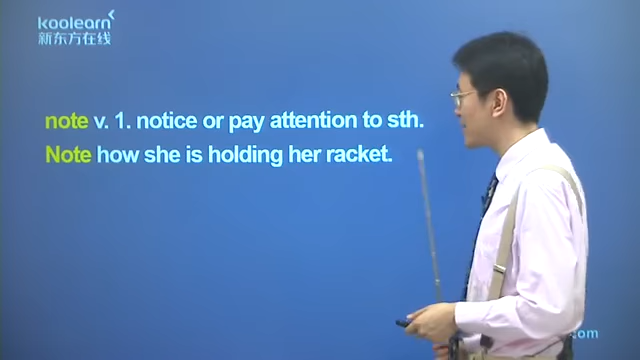 koolearn
新东方在线
note v. 1. notice or pay attention to sth.
Note how she is holding her racket.
.com